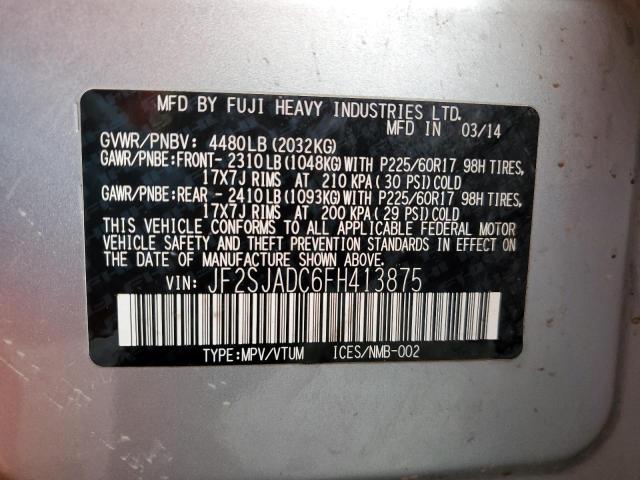 MFD BY FUJI HEAVY INDUSTRIES LTD.
MFD IN 03/14
GVWR/PNBV: 4480LB(2032KG)
GAWR/PNBE:FRONT- 2310LB(1048KG)WITH P225/60R17 98H TIRES,
17X7J RIMS AT 210 KPA(30 PSI)COLD
GAWR/PNBE:REAR - 2410LB(1093KG)WITH P225/60R17 98H TIRES,
17X7J RIMS AT 200 KPA(29 PSI)COLD
THIS VEHICLE CONFORMS TO ALL APPLICABLE FEDERAL MOTOR
VEHICLE SAFETY AND THEFT PREVENTION STANDARDS IN EFFECT ON
THE DATE OF MANUFACTURE SHOWN ABOVE.
VIN: JF2SJADC6FH413875
TYPE:MPV/VTUM ICES/NMB-002